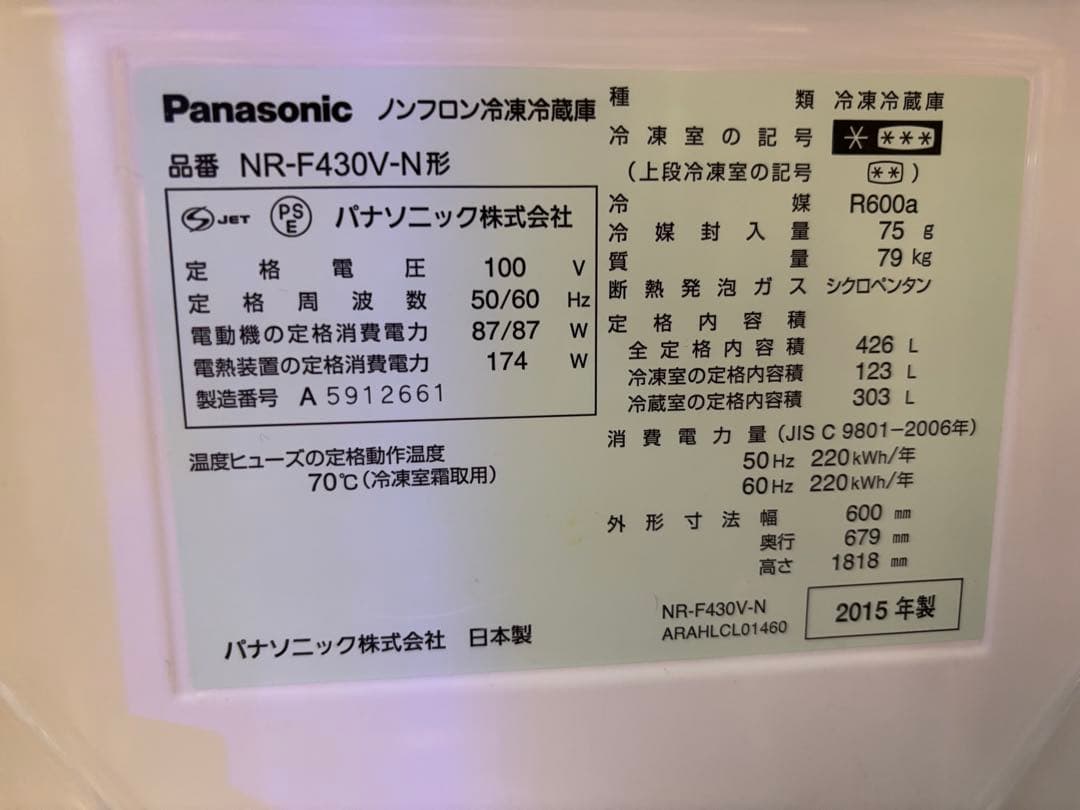 Panasonic ノンフロン冷凍冷蔵庫
品番 NR-F430V-N形
S JET PS E パナソニック株式会社
定格電圧 100 V
定格周波数 50/60 Hz
電動機の定格消費電力 87/87 W
電熱装置の定格消費電力 174 W
製造番号 A 5912661
温度ヒューズの定格動作温度
70℃(冷凍室霜取用)
パナソニック株式会社 日本製
種類 冷凍冷蔵庫
冷凍室の記号 * ***
(上段冷凍室の記号 ** )
冷媒 R600a
冷媒封入量 75 g
質量 79 kg
断熱発泡ガス シクロペンタン
定格内容積
全定格内容積 426 L
冷凍室の定格内容積 123 L
冷蔵室の定格内容積 303 L
消費電力量(JIS C 9801-2006年)
50Hz 220kWh/年
60Hz 220kWh/年
外形寸法 幅 600 mm
奥行 679 mm
高さ 1818 mm
NR-F430V-N
ARAHLCL01460
2015年製